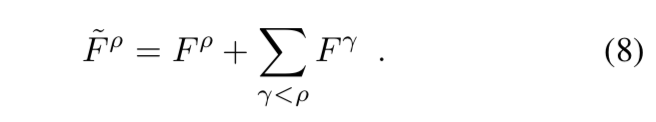 F̃^ρ = F^ρ + ∑_{γ<ρ} F^γ . (8)